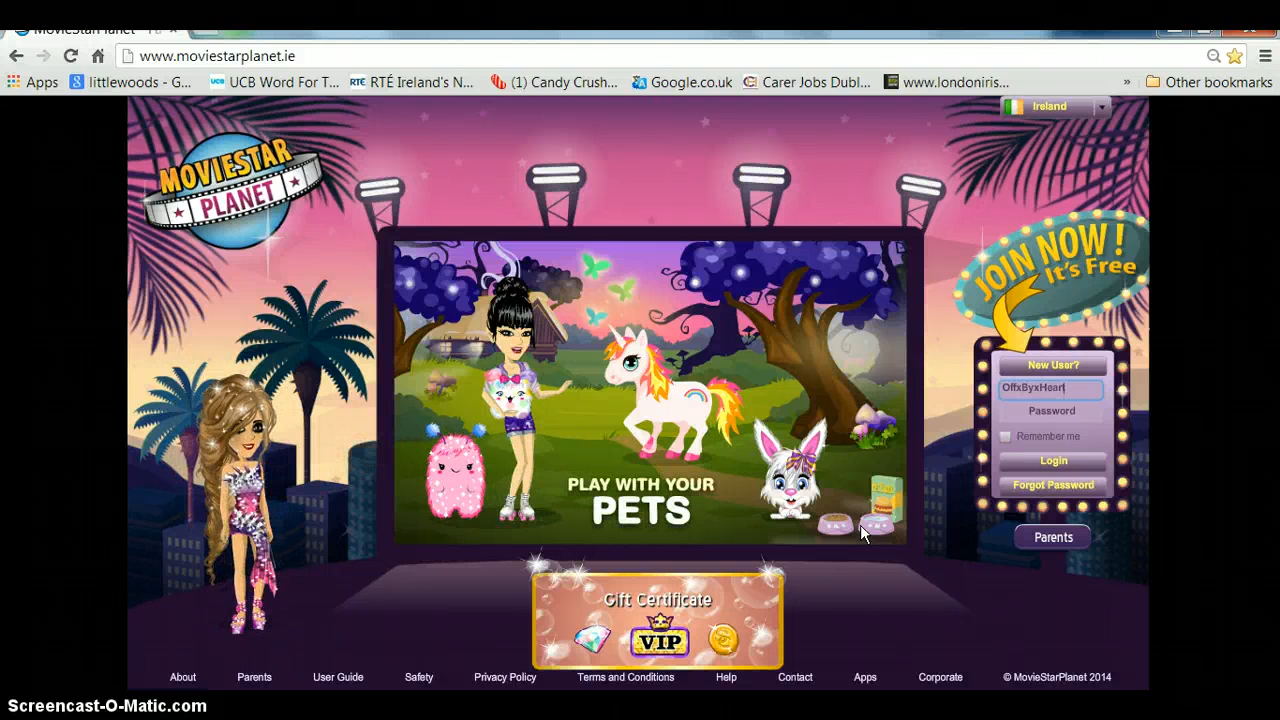 www.moviestarplanet.ie
Apps
littlewoods - G...
UCB Word For T...
RTÉ Ireland's N...
(1) Candy Crush...
Google.co.uk
Carer Jobs Dubl...
www.londoniris...
»
Other bookmarks
Ireland
MOVIESTAR
PLANET
JOIN NOW!
It's Free
New User?
OffxByxHeart
Password
Remember me
Login
Forgot Password
Parents
PLAY WITH YOUR
PETS
Gift Certificate
VIP
About
Parents
User Guide
Safety
Privacy Policy
Terms and Conditions
Help
Contact
Apps
Corporate
© MovieStarPlanet 2014
Screencast-O-Matic.com